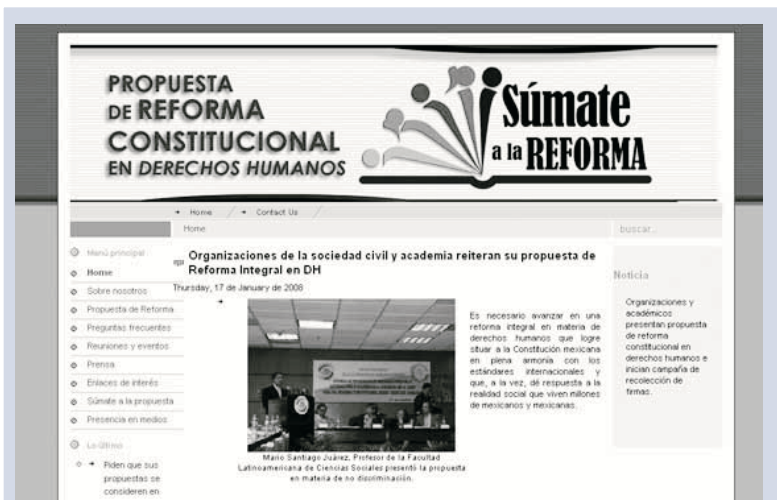 PROPUESTA
DE REFORMA
CONSTITUCIONAL
EN DERECHOS HUMANOS
Súmate
a la REFORMA
Home
Contact Us
Home
buscar...
Menú principal
Home
Sobre nosotros
Propuesta de Reforma
Preguntas frecuentes
Reuniones y eventos
Prensa
Enlaces de interés
Súmate a la propuesta
Presencia en medios
Lo último
Piden que sus
propuestas se
consideren en
Organizaciones de la sociedad civil y academia reiteran su propuesta de
Reforma Integral en DH
Thursday, 17 de January de 2008
Es necesario avanzar en una
reforma integral en materia de
derechos humanos que logre
situar a la Constitución mexicana
en plena armonía con los
estándares internacionales y
que, a la vez, dé respuesta a la
realidad social que viven millones
de mexicanos y mexicanas.
Mario Santiago Juárez, Profesor de la Facultad
Latinoamericana de Ciencias Sociales presentó la propuesta
en materia de no discriminación.
Noticia
Organizaciones y
académicos
presentan propuesta
de reforma
constitucional en
derechos humanos e
inician campaña de
recolección de
firmas.